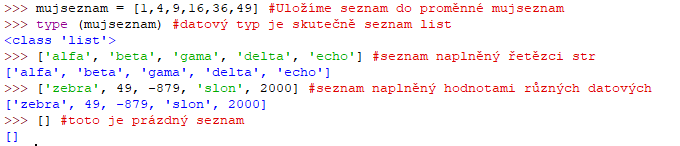 >>> mujseznam = [1,4,9,16,36,49] #Uložíme seznam do proměnné mujseznam
>>> type (mujseznam) #datový typ je skutečně seznam list
<class 'list'>
>>> ['alfa', 'beta', 'gama', 'delta', 'echo'] #seznam naplněný řetězci str
['alfa', 'beta', 'gama', 'delta', 'echo']
>>> ['zebra', 49, -879, 'slon', 2000] #seznam naplněný hodnotami různých datových
['zebra', 49, -879, 'slon', 2000]
>>> [] #toto je prázdný seznam
[]